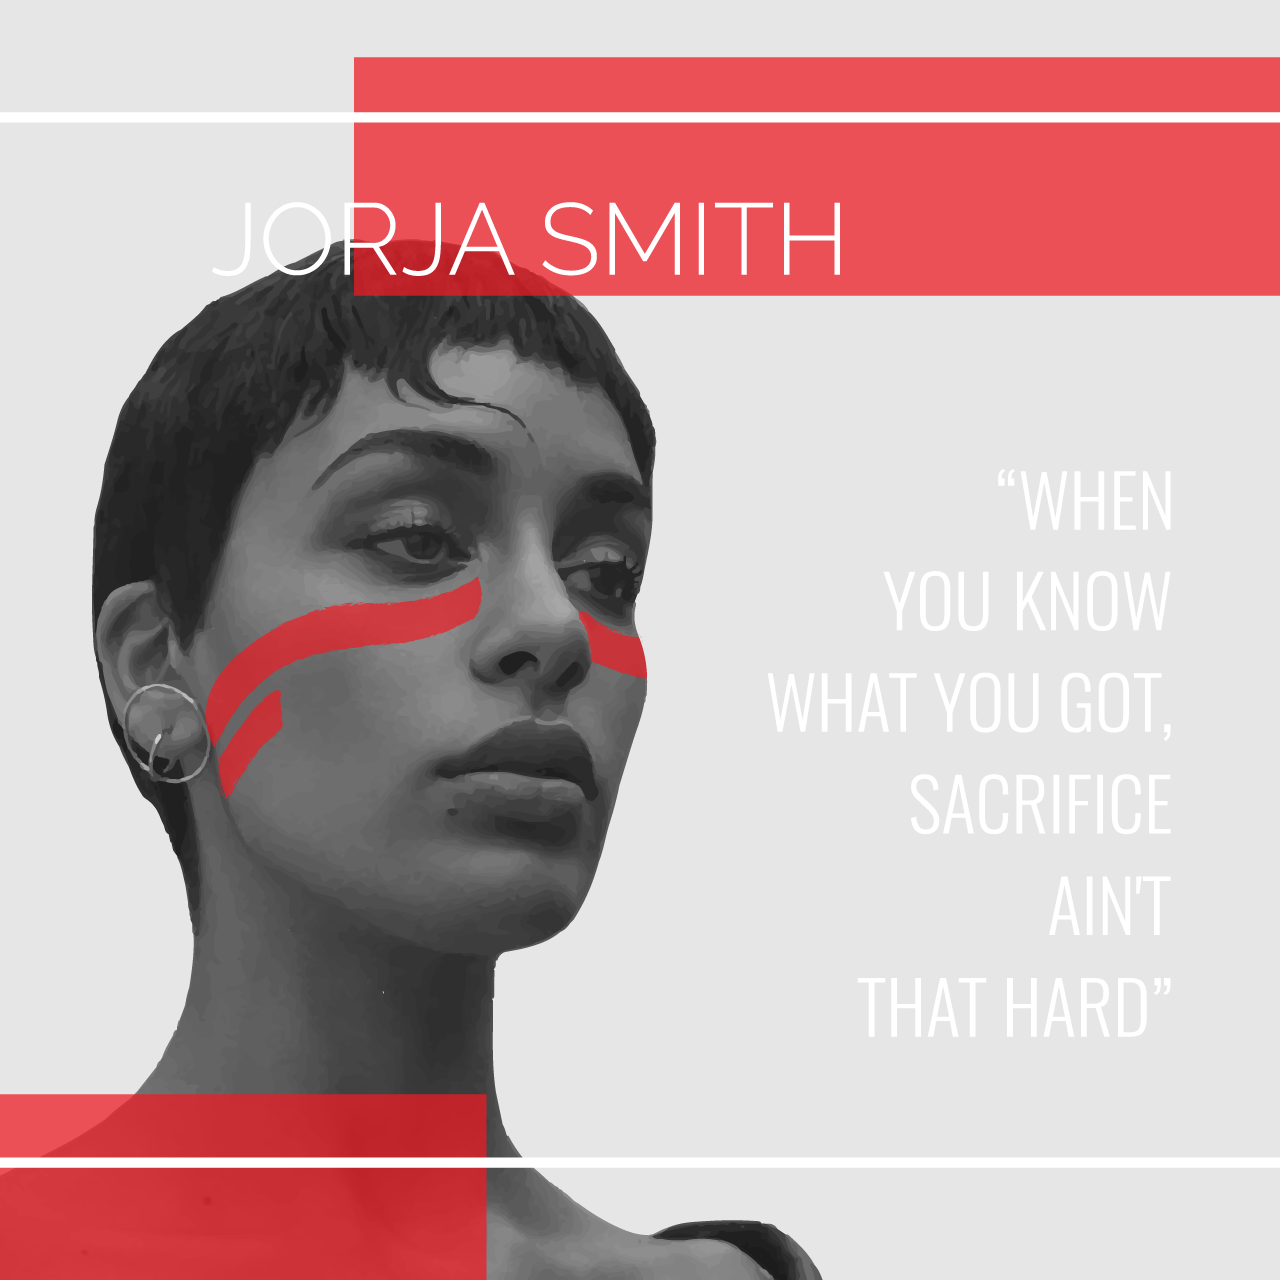 JORJA SMITH
“WHEN
YOU KNOW
WHAT YOU GOT,
SACRIFICE
AIN'T
THAT HARD”